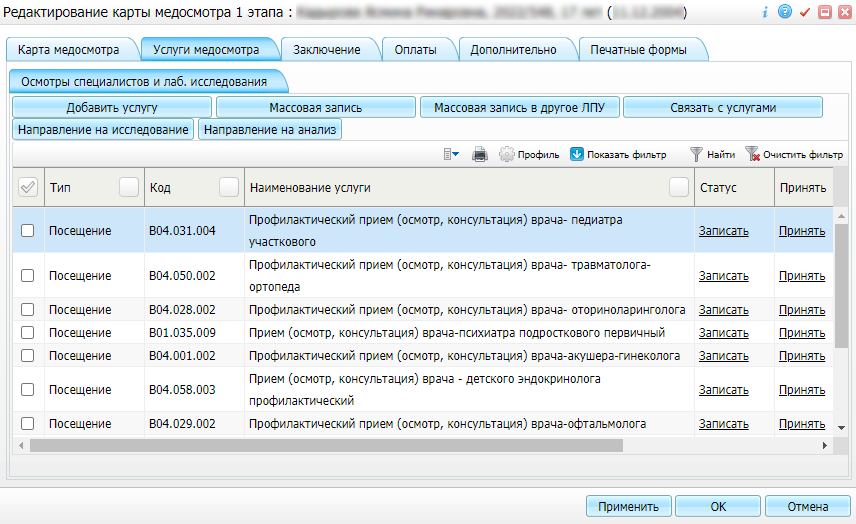 Редактирование карты медосмотра 1 этапа :
Карта медосмотра Услуги медосмотра Заключение Оплаты Дополнительно Печатные формы
Осмотры специалистов и лаб. исследования
Добавить услугу Массовая запись Массовая запись в другое ЛПУ Связать с услугами
Направление на исследование Направление на анализ
Профиль Показать фильтр Найти Очистить фильтр
Тип Код Наименование услуги Статус Принять
Посещение B04.031.004 Профилактический прием (осмотр, консультация) врача- педиатра
участкового Записать Принять
Посещение B04.050.002 Профилактический прием (осмотр, консультация) врача- травматолога-
ортопеда Записать Принять
Посещение B04.028.002 Профилактический прием (осмотр, консультация) врача- оториноларинголога Записать Принять
Посещение B01.035.009 Прием (осмотр, консультация) врача-психиатра подросткового первичный Записать Принять
Посещение B04.001.002 Профилактический прием (осмотр, консультация) врача-акушера-гинеколога Записать Принять
Посещение B04.058.003 Прием (осмотр, консультация) врача - детского эндокринолога
профилактический Записать Принять
Посещение B04.029.002 Профилактический прием (осмотр, консультация) врача-офтальмолога Записать Принять
Применить OK Отмена